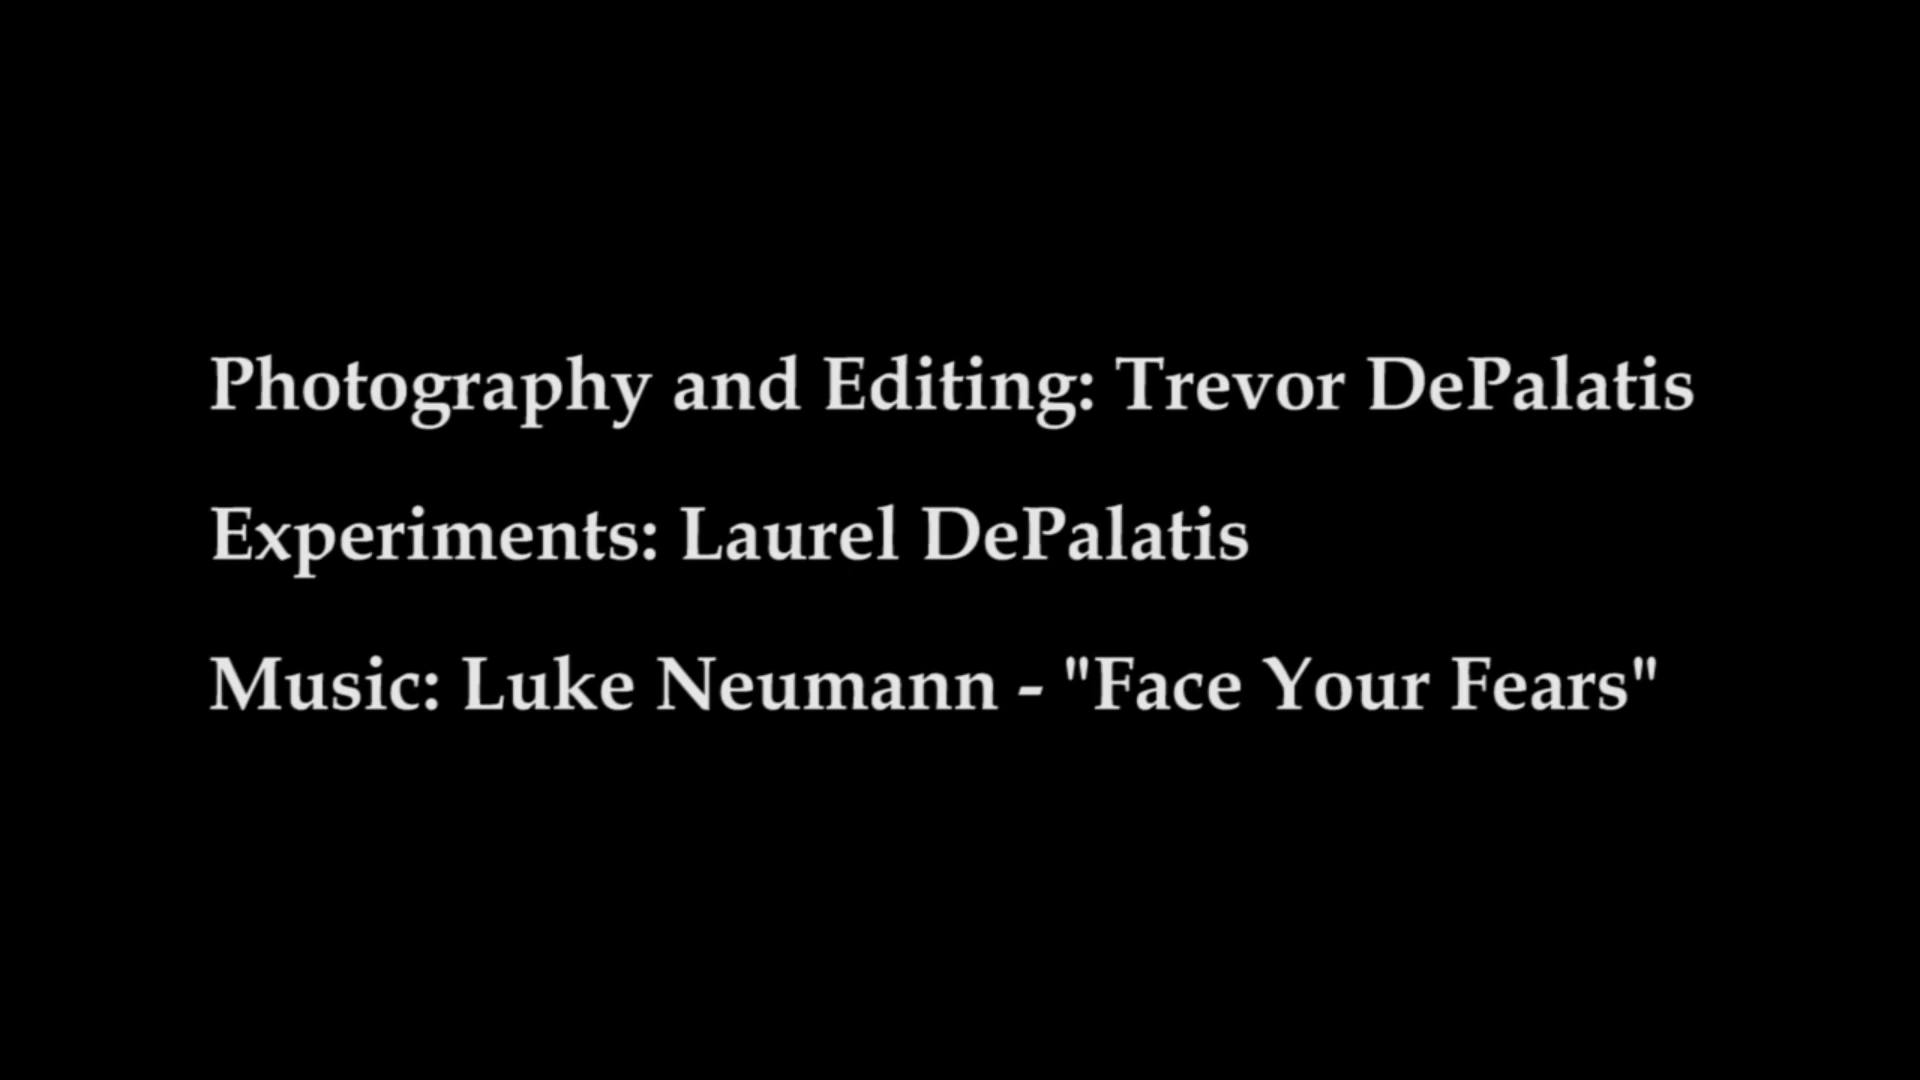 Photography and Editing: Trevor DePalatis
Experiments: Laurel DePalatis
Music: Luke Neumann - "Face Your Fears"